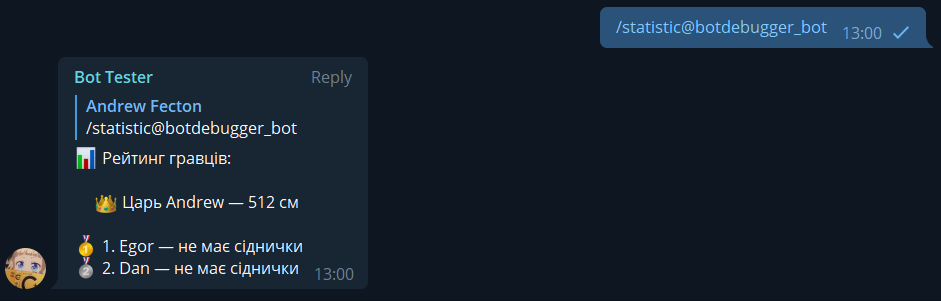 /statistic@botdebugger_bot 13:00
Bot Tester Reply
Andrew Fecton
/statistic@botdebugger_bot
📊 Рейтинг гравців:
👑 Царь Andrew — 512 см
🥇 1. Egor — не має сіднички
🥈 2. Dan — не має сіднички 13:00